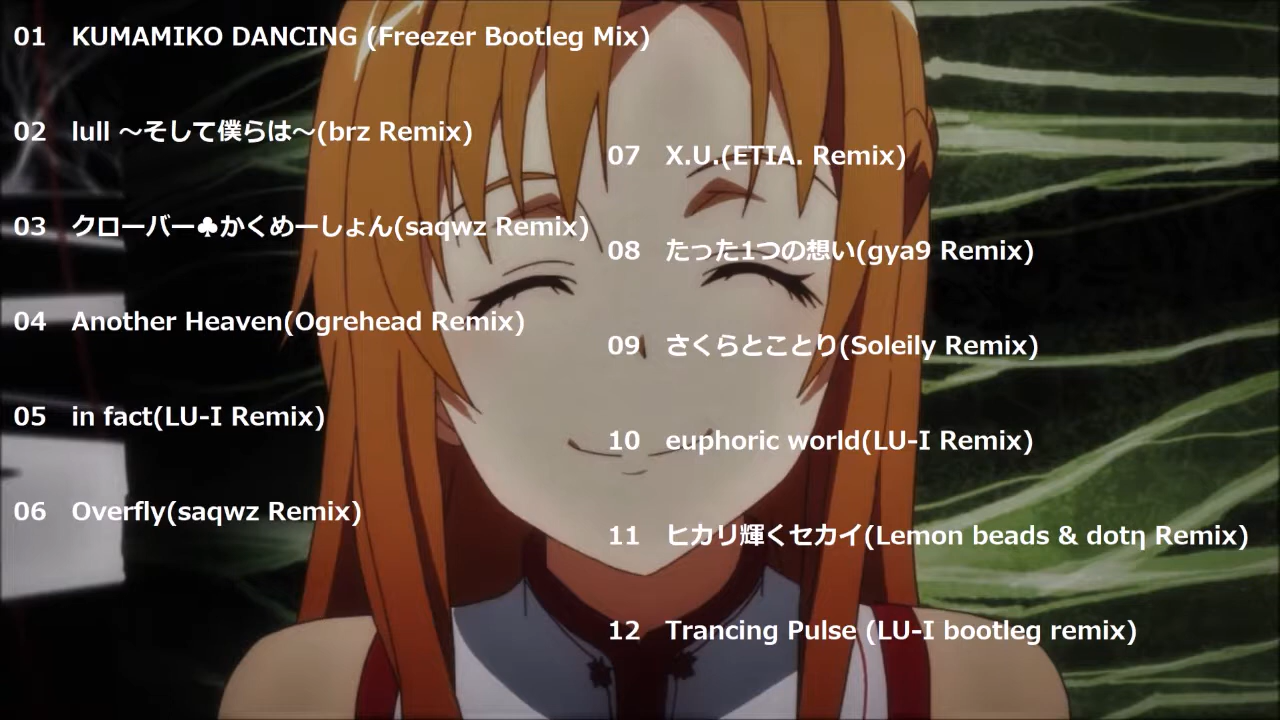 01 KUMAMIKO DANCING (Freezer Bootleg Mix)
02 lull ～そして僕らは～(brz Remix)
03 クローバー♣かくめーしょん(saqwz Remix)
04 Another Heaven(Ogrehead Remix)
05 in fact(LU-I Remix)
06 Overfly(saqwz Remix)
07 X.U.(ETIA. Remix)
08 たった1つの想い(gya9 Remix)
09 さくらとことり(Soleily Remix)
10 euphoric world(LU-I Remix)
11 ヒカリ輝くセカイ(Lemon beads & dotη Remix)
12 Trancing Pulse (LU-I bootleg remix)